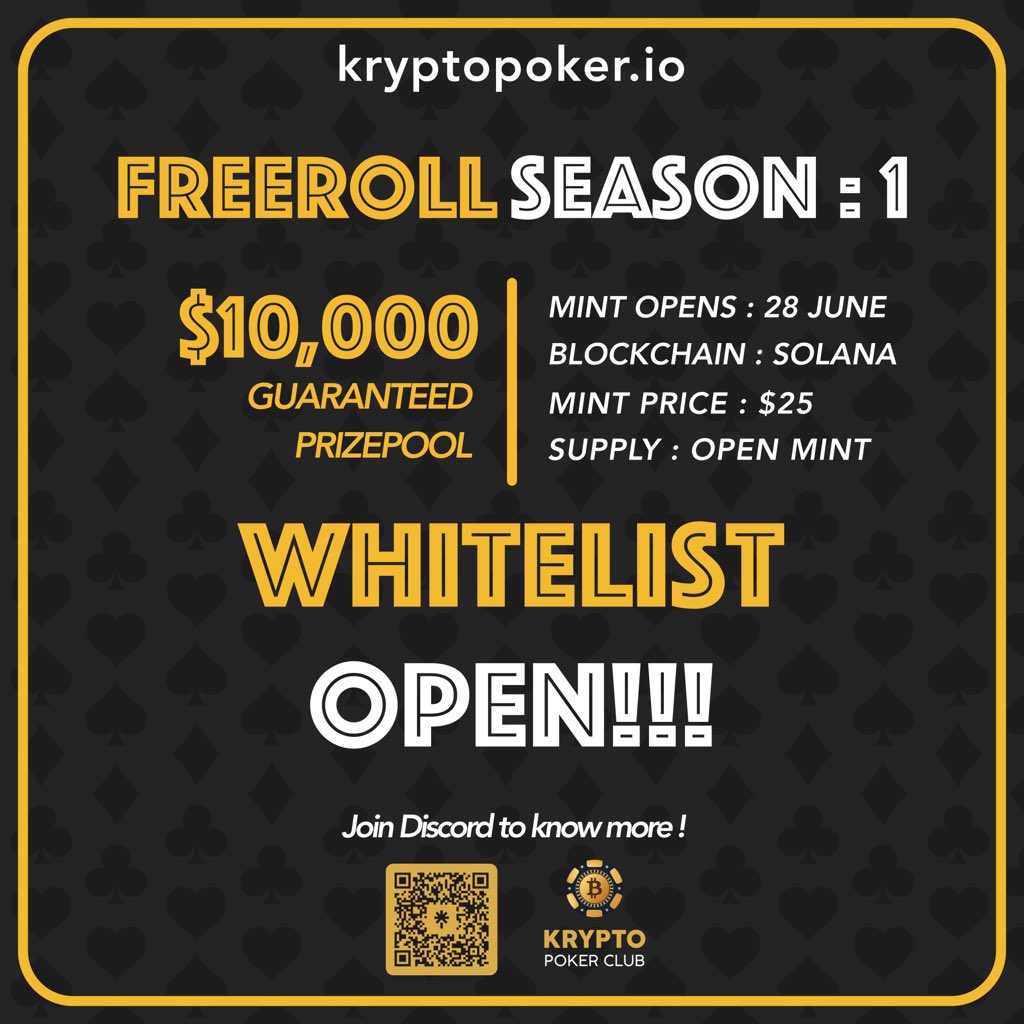 kryptopoker.io
FREEROLL SEASON : 1
$10,000
GUARANTEED
PRIZEPOOL
MINT OPENS : 28 JUNE
BLOCKCHAIN : SOLANA
MINT PRICE : $25
SUPPLY : OPEN MINT
WHITELIST
OPEN!!!
Join Discord to know more !
KRYPTO
POKER CLUB